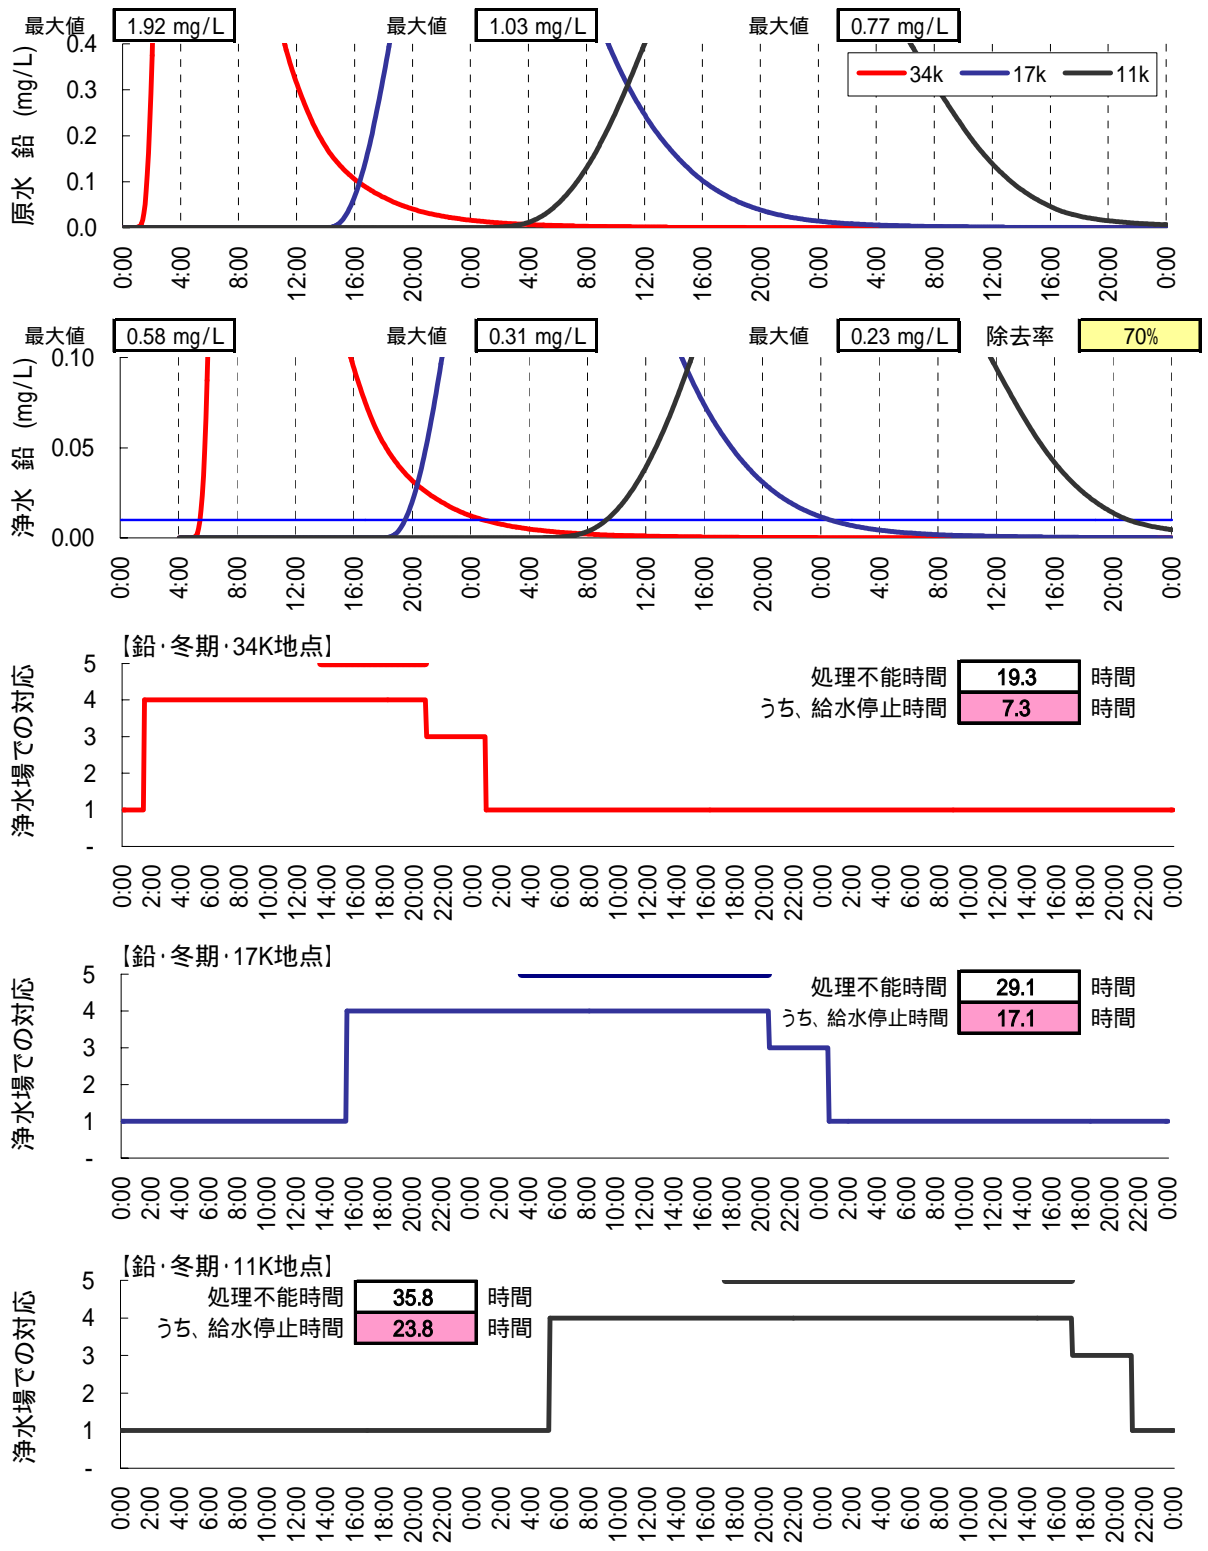 最大値 1.92 mg/L 最大値 1.03 mg/L 最大値 0.77 mg/L
原水 鉛 (mg/L)
0.4
0.3
0.2
0.1
0.0
34k 17k 11k
0:00 4:00 8:00 12:00 16:00 20:00 0:00 4:00 8:00 12:00 16:00 20:00 0:00 4:00 8:00 12:00 16:00 20:00 0:00
最大値 0.58 mg/L 最大値 0.31 mg/L 最大値 0.23 mg/L 除去率 70%
浄水 鉛 (mg/L)
0.10
0.05
0.00
0:00 4:00 8:00 12:00 16:00 20:00 0:00 4:00 8:00 12:00 16:00 20:00 0:00 4:00 8:00 12:00 16:00 20:00 0:00
【鉛・冬期・34K地点】
浄水場での対応
5
4
3
2
1
-
処理不能時間 19.3 時間
うち、給水停止時間 7.3 時間
0:00 2:00 4:00 6:00 8:00 10:00 12:00 14:00 16:00 18:00 20:00 22:00 0:00 2:00 4:00 6:00 8:00 10:00 12:00 14:00 16:00 18:00 20:00 22:00 0:00 2:00 4:00 6:00 8:00 10:00 12:00 14:00 16:00 18:00 20:00 22:00 0:00
【鉛・冬期・17K地点】
浄水場での対応
5
4
3
2
1
-
処理不能時間 29.1 時間
うち、給水停止時間 17.1 時間
0:00 2:00 4:00 6:00 8:00 10:00 12:00 14:00 16:00 18:00 20:00 22:00 0:00 2:00 4:00 6:00 8:00 10:00 12:00 14:00 16:00 18:00 20:00 22:00 0:00 2:00 4:00 6:00 8:00 10:00 12:00 14:00 16:00 18:00 20:00 22:00 0:00
【鉛・冬期・11K地点】
浄水場での対応
5
4
3
2
1
-
処理不能時間 35.8 時間
うち、給水停止時間 23.8 時間
0:00 2:00 4:00 6:00 8:00 10:00 12:00 14:00 16:00 18:00 20:00 22:00 0:00 2:00 4:00 6:00 8:00 10:00 12:00 14:00 16:00 18:00 20:00 22:00 0:00 2:00 4:00 6:00 8:00 10:00 12:00 14:00 16:00 18:00 20:00 22:00 0:00